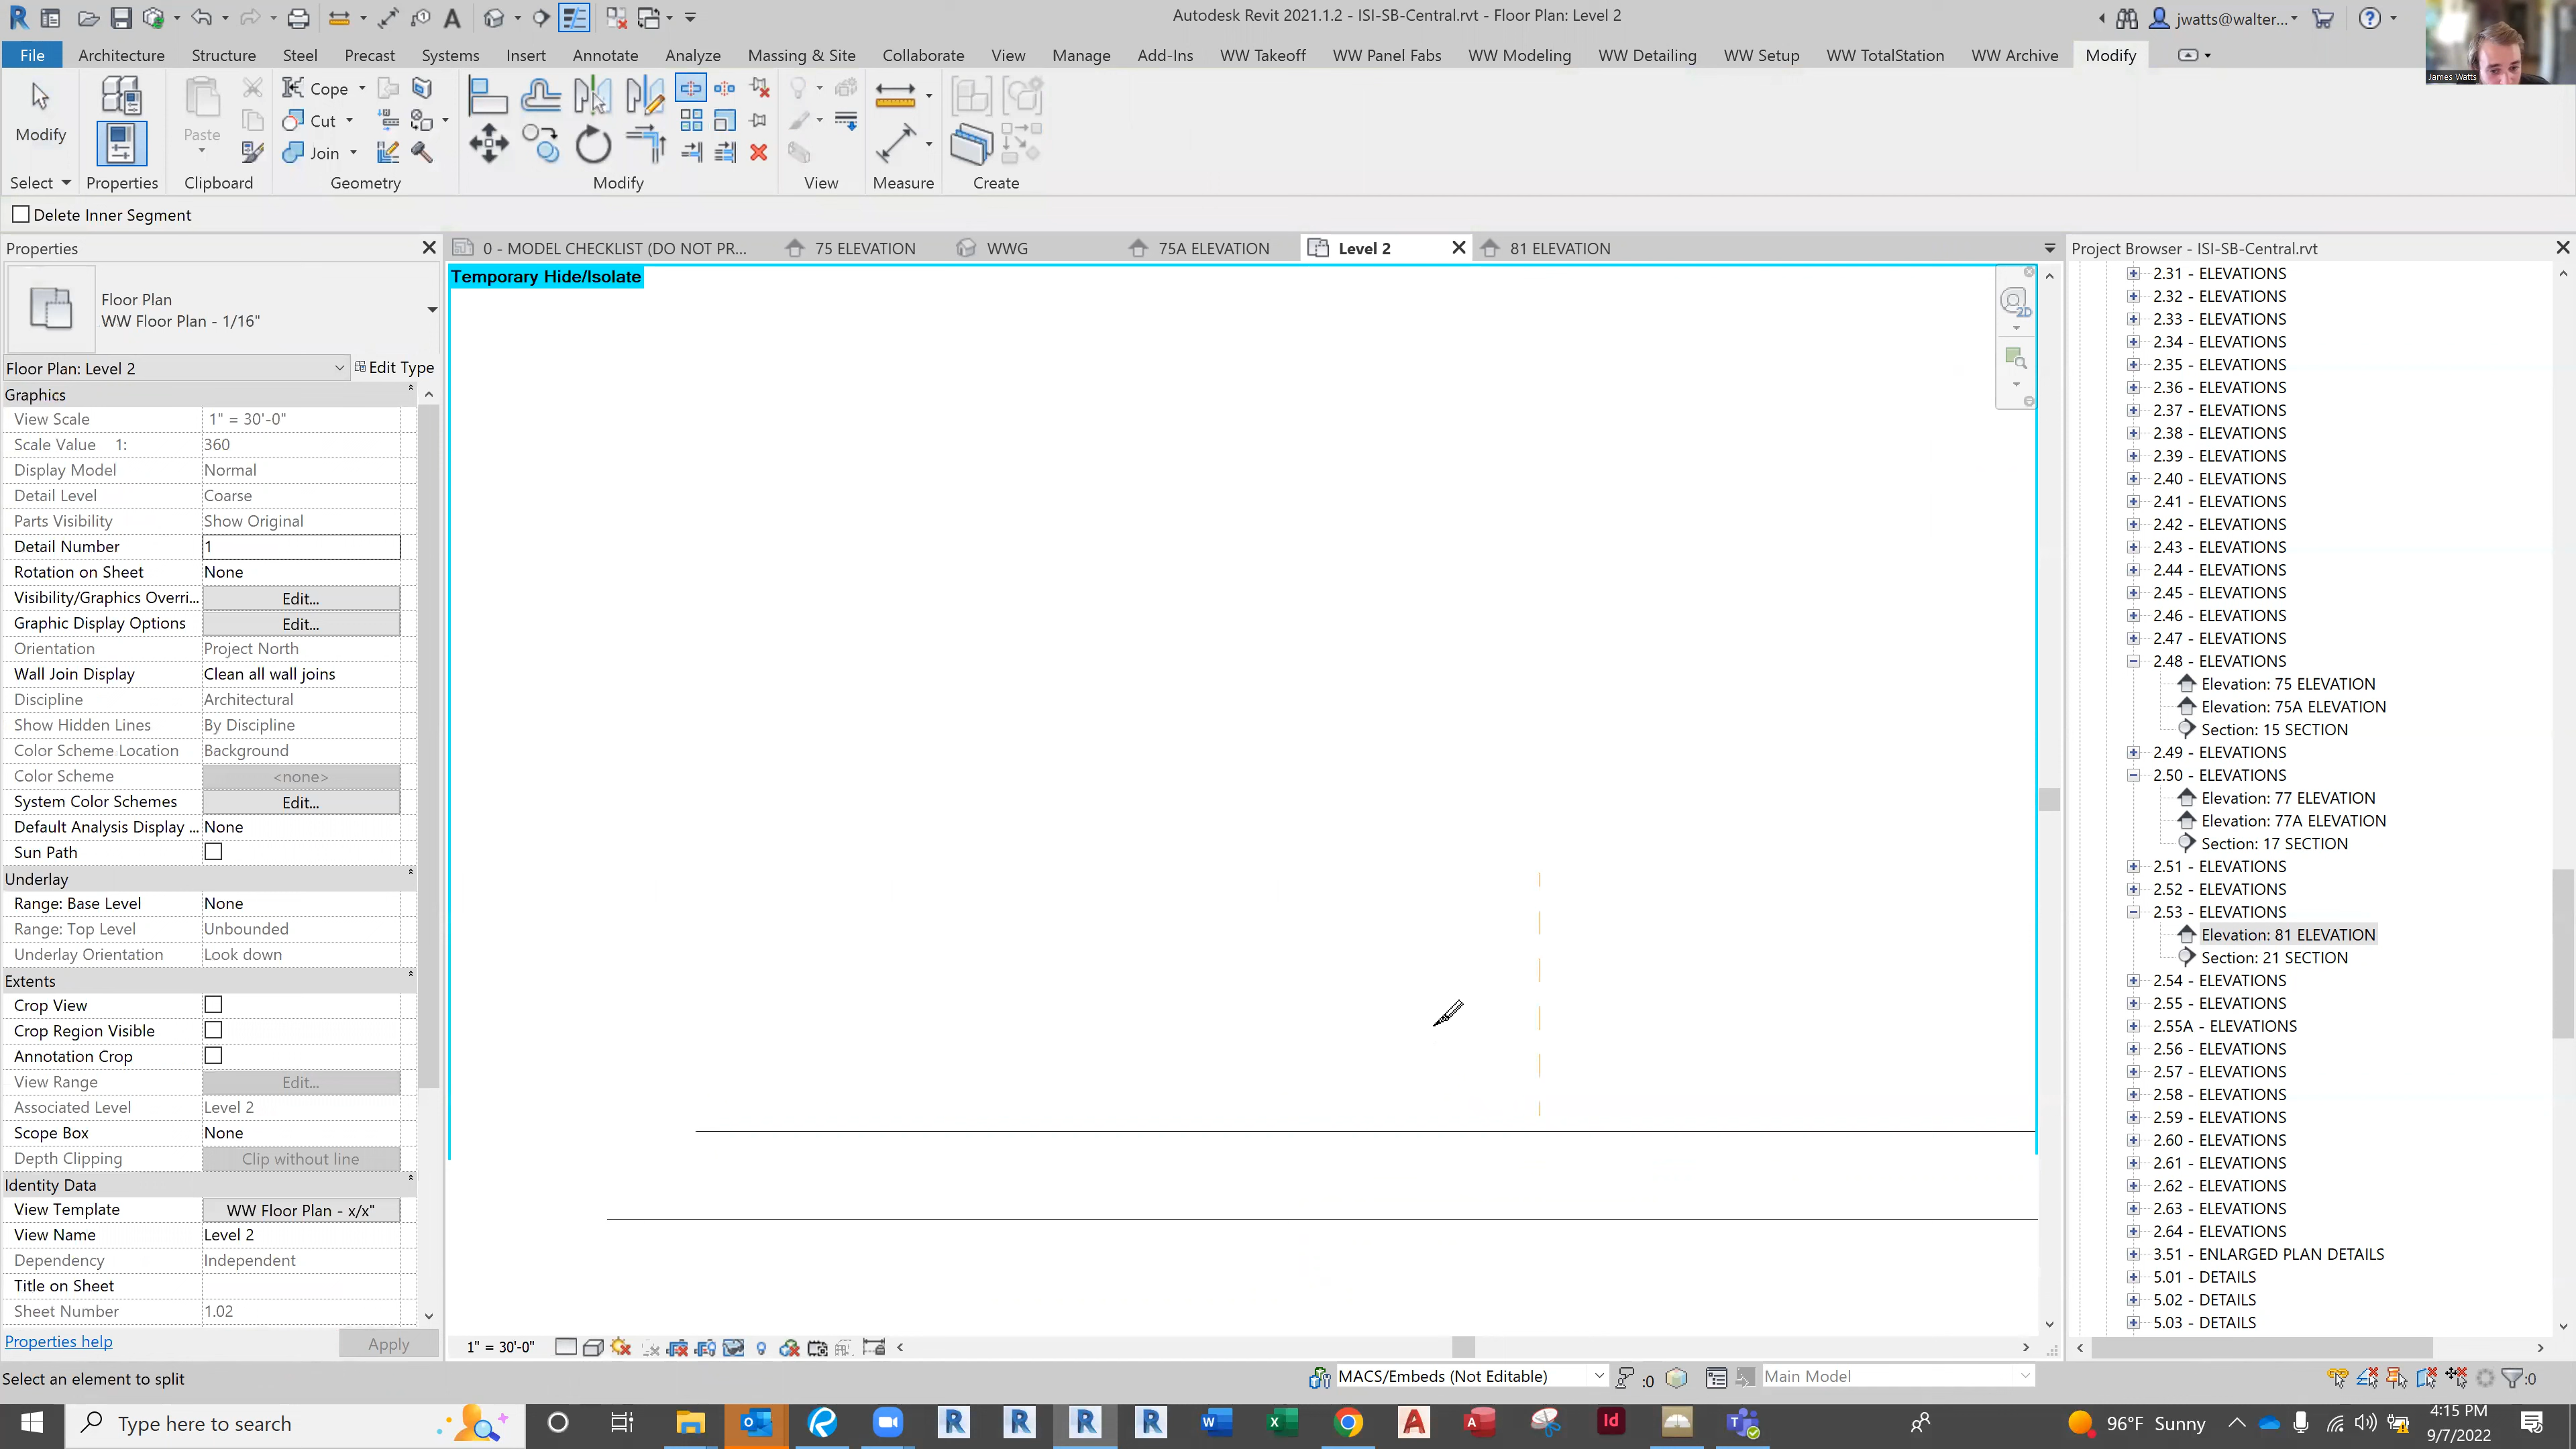 Autodesk Revit 2021.1.2 - ISI-SB-Central.rvt - Floor Plan: Level 2
jwatts@walter...
File Architecture Structure Steel Precast Systems Insert Annotate Analyze Massing & Site Collaborate View Manage Add-Ins WW Takeoff WW Panel Fabs WW Modeling WW Detailing WW Setup WW TotalStation WW Archive Modify
James Watts
Modify
Paste
Cope
Cut
Join
Select Properties Clipboard Geometry Modify View Measure Create
Delete Inner Segment
Properties
0 - MODEL CHECKLIST (DO NOT PR... 75 ELEVATION WWG 75A ELEVATION Level 2 81 ELEVATION
Temporary Hide/Isolate
2D
Floor Plan
WW Floor Plan - 1/16"
Floor Plan: Level 2 Edit Type
Graphics
View Scale 1" = 30'-0"
Scale Value 1: 360
Display Model Normal
Detail Level Coarse
Parts Visibility Show Original
Detail Number 1
Rotation on Sheet None
Visibility/Graphics Overri... Edit...
Graphic Display Options Edit...
Orientation Project North
Wall Join Display Clean all wall joins
Discipline Architectural
Show Hidden Lines By Discipline
Color Scheme Location Background
Color Scheme <none>
System Color Schemes Edit...
Default Analysis Display ... None
Sun Path
Underlay
Range: Base Level None
Range: Top Level Unbounded
Underlay Orientation Look down
Extents
Crop View
Crop Region Visible
Annotation Crop
View Range Edit...
Associated Level Level 2
Scope Box None
Depth Clipping Clip without line
Identity Data
View Template WW Floor Plan - x/x"
View Name Level 2
Dependency Independent
Title on Sheet
Sheet Number 1.02
Properties help Apply
Project Browser - ISI-SB-Central.rvt
2.31 - ELEVATIONS
2.32 - ELEVATIONS
2.33 - ELEVATIONS
2.34 - ELEVATIONS
2.35 - ELEVATIONS
2.36 - ELEVATIONS
2.37 - ELEVATIONS
2.38 - ELEVATIONS
2.39 - ELEVATIONS
2.40 - ELEVATIONS
2.41 - ELEVATIONS
2.42 - ELEVATIONS
2.43 - ELEVATIONS
2.44 - ELEVATIONS
2.45 - ELEVATIONS
2.46 - ELEVATIONS
2.47 - ELEVATIONS
2.48 - ELEVATIONS
Elevation: 75 ELEVATION
Elevation: 75A ELEVATION
Section: 15 SECTION
2.49 - ELEVATIONS
2.50 - ELEVATIONS
Elevation: 77 ELEVATION
Elevation: 77A ELEVATION
Section: 17 SECTION
2.51 - ELEVATIONS
2.52 - ELEVATIONS
2.53 - ELEVATIONS
Elevation: 81 ELEVATION
Section: 21 SECTION
2.54 - ELEVATIONS
2.55 - ELEVATIONS
2.55A - ELEVATIONS
2.56 - ELEVATIONS
2.57 - ELEVATIONS
2.58 - ELEVATIONS
2.59 - ELEVATIONS
2.60 - ELEVATIONS
2.61 - ELEVATIONS
2.62 - ELEVATIONS
2.63 - ELEVATIONS
2.64 - ELEVATIONS
3.51 - ENLARGED PLAN DETAILS
5.01 - DETAILS
5.02 - DETAILS
5.03 - DETAILS
1" = 30'-0"
Select an element to split
MACS/Embeds (Not Editable) :0 Main Model :0
Type here to search
96°F Sunny
4:15 PM
9/7/2022